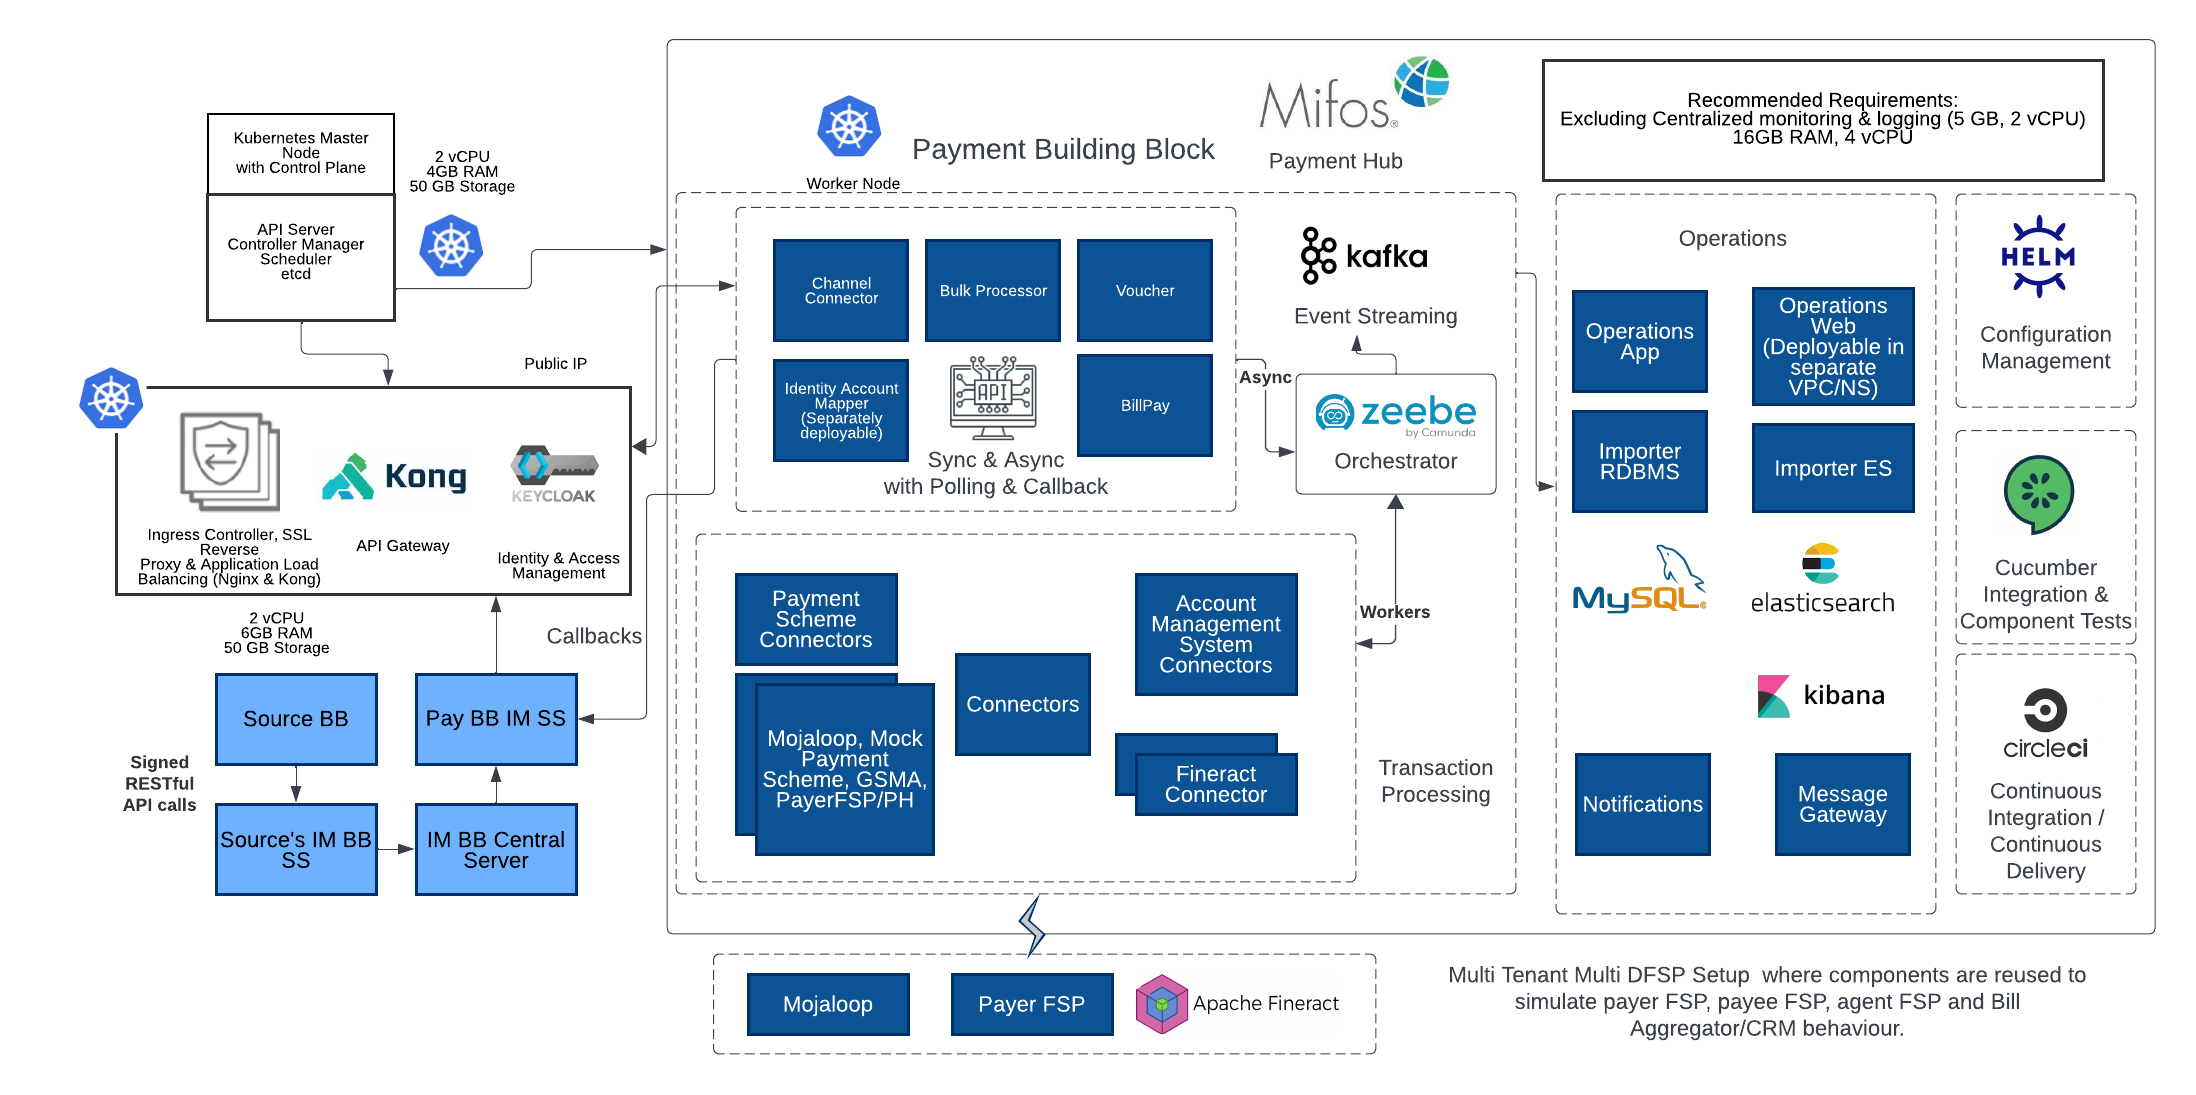 Kubernetes Master
Node
with Control Plane
2 vCPU
4GB RAM
50 GB Storage
API Server
Controller Manager
Scheduler
etcd
Public IP
Kong
KEYCLOAK
Ingress Controller, SSL
Reverse
Proxy & Application Load
Balancing (Nginx & Kong)
API Gateway
Identity & Access
Management
2 vCPU
6GB RAM
50 GB Storage
Callbacks
Source BB
Pay BB IM SS
Signed
RESTful
API calls
Source's IM BB
SS
IM BB Central
Server
Worker Node
Payment Building Block
Mifos®
Payment Hub
Recommended Requirements:
Excluding Centralized monitoring & logging (5 GB, 2 vCPU)
16GB RAM, 4 vCPU
Channel
Connector
Bulk Processor
Voucher
Identity Account
Mapper
(Separately
deployable)
API
BillPay
Sync & Async
with Polling & Callback
kafka
Event Streaming
Async
zeebe
by Camunda
Orchestrator
Workers
Payment
Scheme
Connectors
Mojaloop, Mock
Payment
Scheme, GSMA,
PayerFSP/PH
Connectors
Account
Management
System
Connectors
Fineract
Connector
Transaction
Processing
Operations
Operations
App
Operations
Web
(Deployable in
separate
VPC/NS)
Importer
RDBMS
Importer ES
MySQL®
elasticsearch
kibana
Notifications
Message
Gateway
HELM
Configuration
Management
Cucumber
Integration &
Component Tests
circleci
Continuous
Integration /
Continuous
Delivery
Mojaloop
Payer FSP
Apache Fineract
Multi Tenant Multi DFSP Setup  where components are reused to
simulate payer FSP, payee FSP, agent FSP and Bill
Aggregator/CRM behaviour.